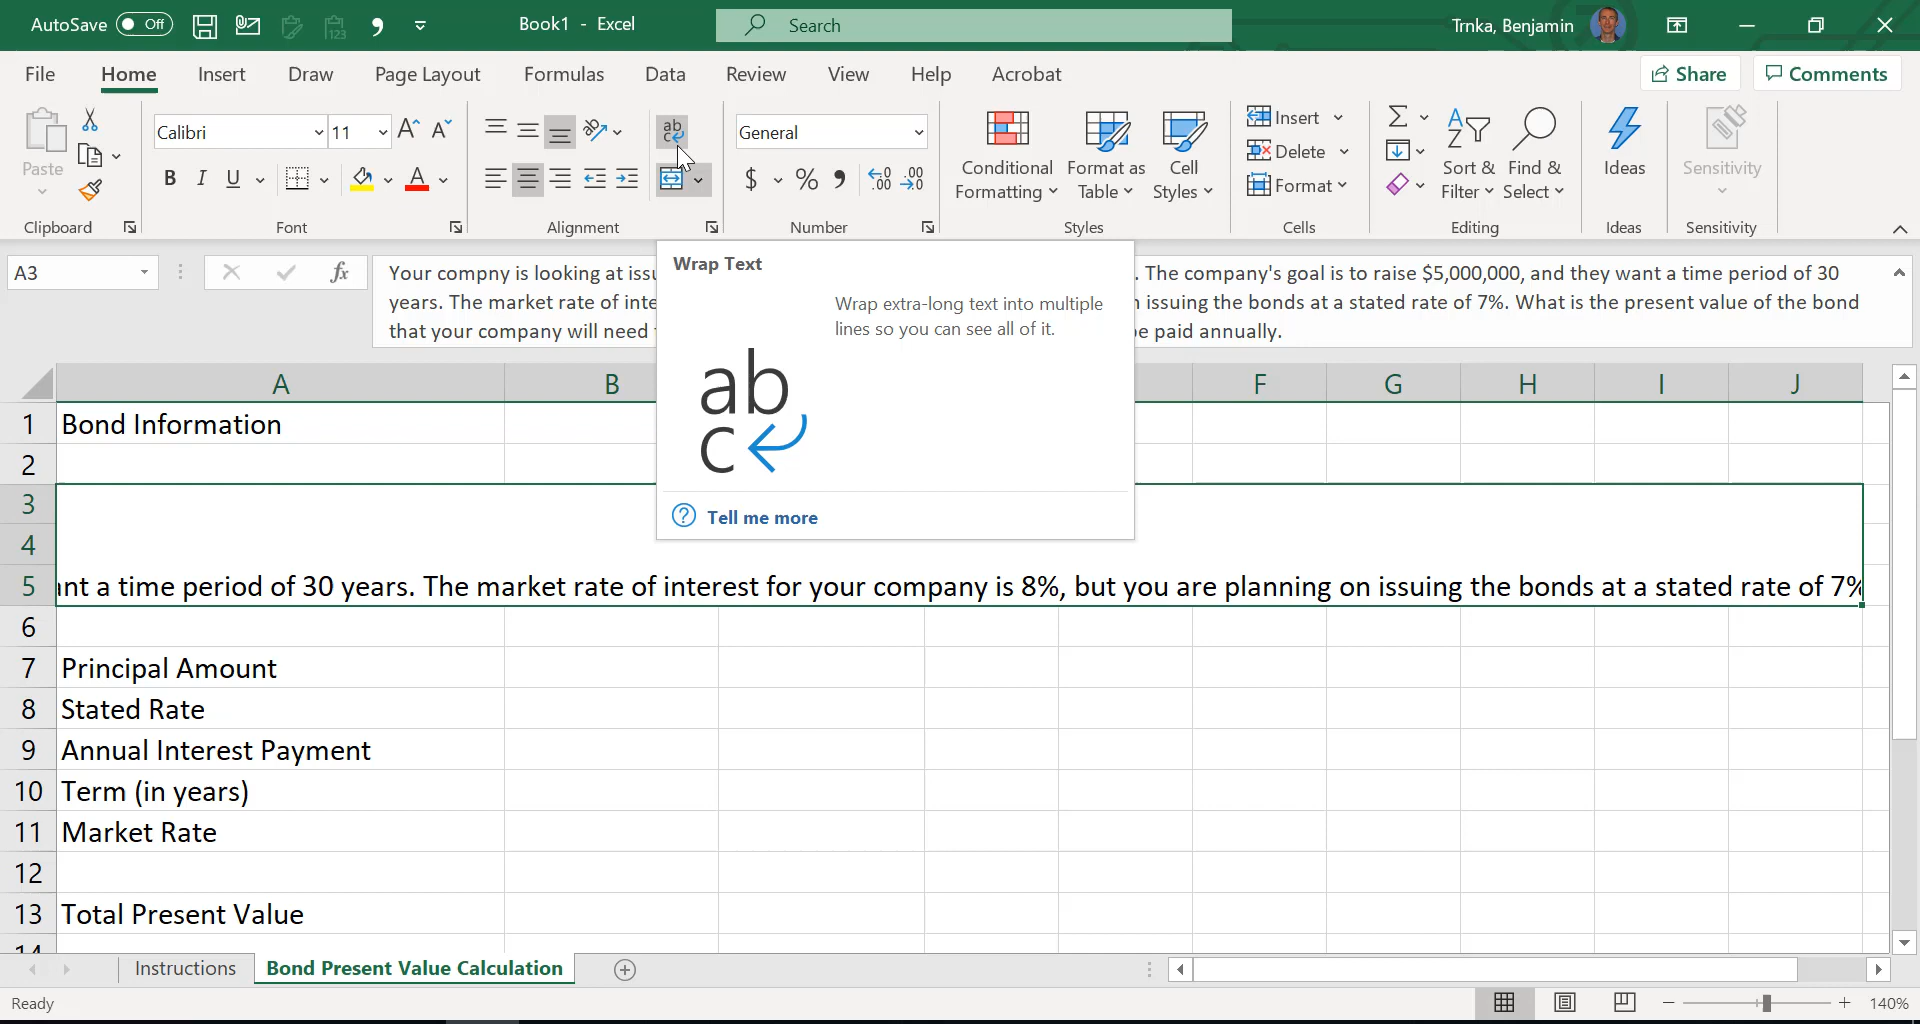 AutoSave Off Book1 - Excel Search Trnka, Benjamin
File Home Insert Draw Page Layout Formulas Data Review View Help Acrobat Share Comments
Paste
Clipboard
Calibri 11
B I U A
Font
ab
Alignment
General
$ %
Number
Conditional
Formatting
Format as
Table
Cell
Styles
Styles
Insert
Delete
Format
Cells
Sort &
Filter
Find &
Select
Editing
Ideas
Ideas
Sensitivity
Sensitivity
A3 fx
Your compny is looking at issu . The company's goal is to raise $5,000,000, and they want a time period of 30
years. The market rate of inte issuing the bonds at a stated rate of 7%. What is the present value of the bond
that your company will need e paid annually.
Wrap Text
Wrap extra-long text into multiple
lines so you can see all of it.
ab
c
Tell me more
A B F G H I J
1 Bond Information
2
3
4
5 nt a time period of 30 years. The market rate of interest for your company is 8%, but you are planning on issuing the bonds at a stated rate of 7%
6
7 Principal Amount
8 Stated Rate
9 Annual Interest Payment
10 Term (in years)
11 Market Rate
12
13 Total Present Value
14
Instructions Bond Present Value Calculation
Ready 140%